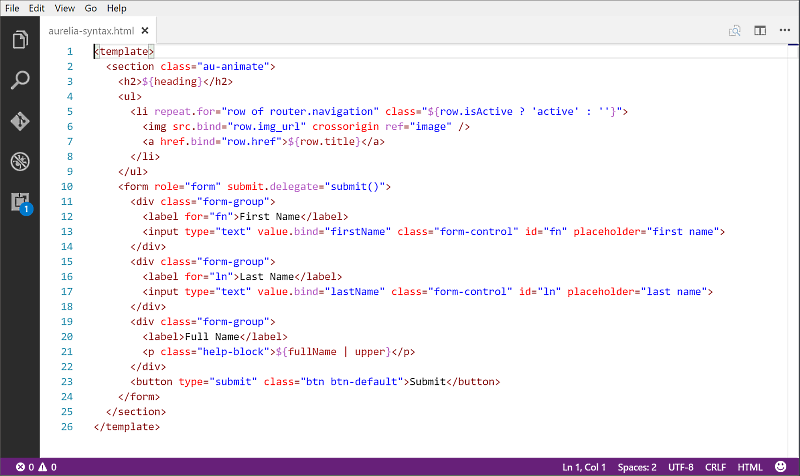 File Edit View Go Help
aurelia-syntax.html
1 <template>
2 <section class="au-animate">
3 <h2>${heading}</h2>
4 <ul>
5 <li repeat.for="row of router.navigation" class="${row.isActive ? 'active' : ''}">
6 <img src.bind="row.img_url" crossorigin ref="image" />
7 <a href.bind="row.href">${row.title}</a>
8 </li>
9 </ul>
10 <form role="form" submit.delegate="submit()">
11 <div class="form-group">
12 <label for="fn">First Name</label>
13 <input type="text" value.bind="firstName" class="form-control" id="fn" placeholder="first name">
14 </div>
15 <div class="form-group">
16 <label for="ln">Last Name</label>
17 <input type="text" value.bind="lastName" class="form-control" id="ln" placeholder="last name">
18 </div>
19 <div class="form-group">
20 <label>Full Name</label>
21 <p class="help-block">${fullName | upper}</p>
22 </div>
23 <button type="submit" class="btn btn-default">Submit</button>
24 </form>
25 </section>
26 </template>
1
0 0 Ln 1, Col 1 Spaces: 2 UTF-8 CRLF HTML